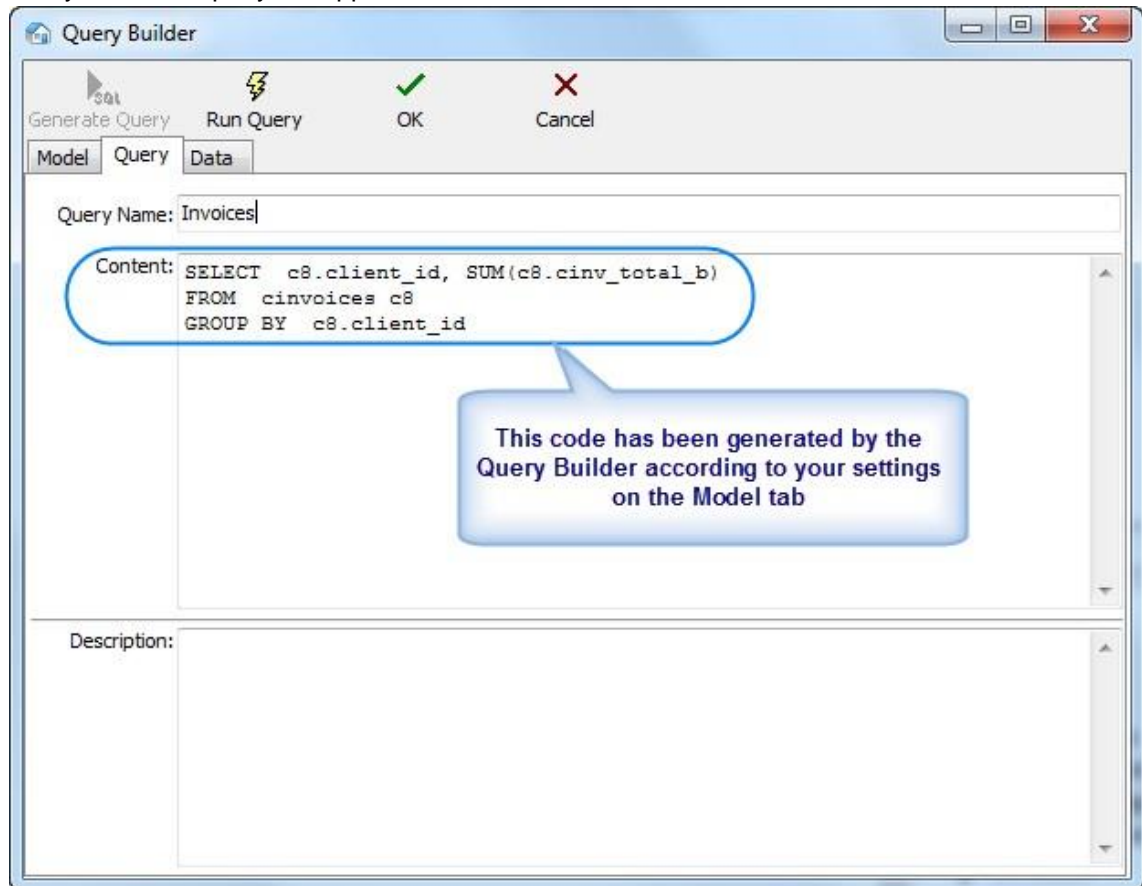 Query Builder
SQL
Generate Query Run Query OK Cancel
Model Query Data
Query Name: Invoices
Content: SELECT c8.client_id, SUM(c8.cinv_total_b)
FROM cinvoices c8
GROUP BY c8.client_id
This code has been generated by the
Query Builder according to your settings
on the Model tab
Description: